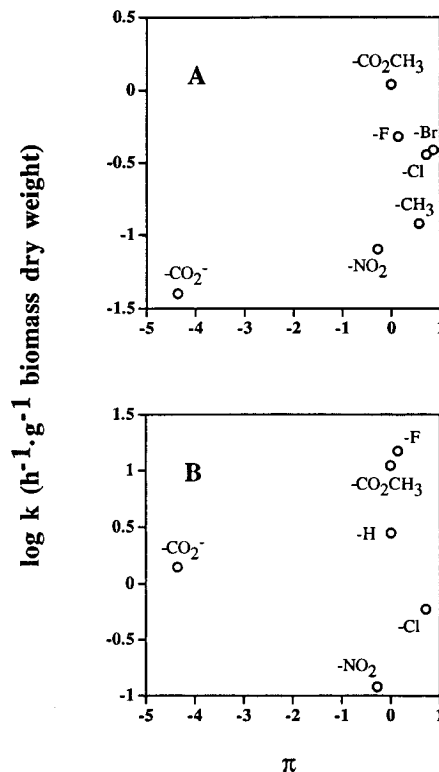 log k (h⁻¹.g⁻¹ biomass dry weight)
0.5
0
-0.5
-1
-1.5
A
-CO₂CH₃
-F
-Br
-Cl
-CH₃
-NO₂
-CO₂⁻
-5 -4 -3 -2 -1 0 1
1.5
1
0.5
0
-0.5
-1
B
-F
-CO₂CH₃
-CO₂⁻
-H
-Cl
-NO₂
-5 -4 -3 -2 -1 0 1
π